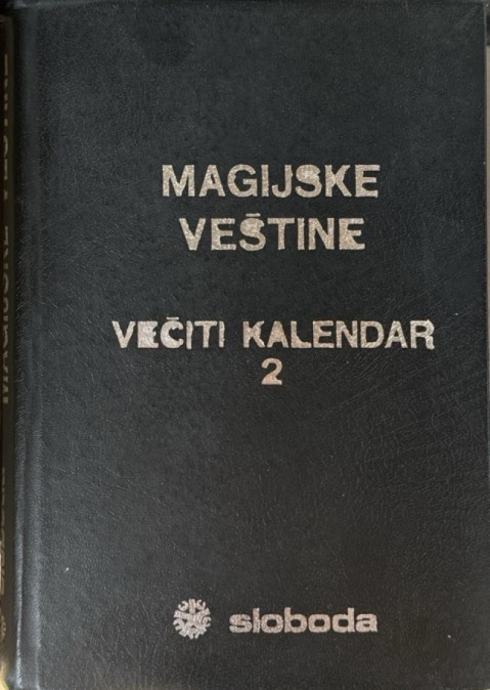 MAGIJSKE
VEŠTINE
VEČITI KALENDAR
2
sloboda